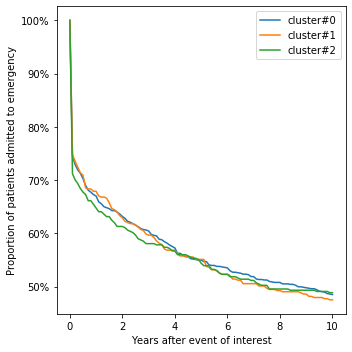 cluster#0
cluster#1
cluster#2
Proportion of patients admitted to emergency
100%
90%
80%
70%
60%
50%
0
2
4
6
8
10
Years after event of interest